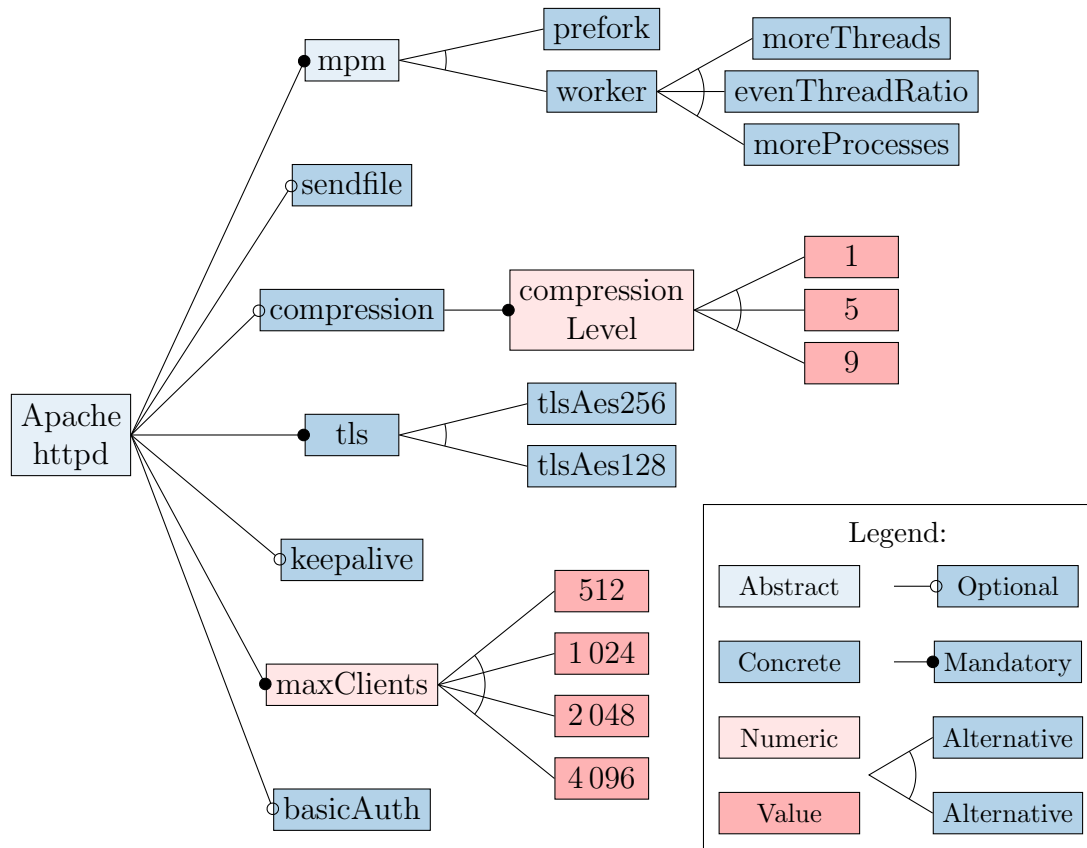 prefork
moreThreads
mpm
worker
evenThreadRatio
moreProcesses
sendfile
1
compression
compression
Level
5
9
Apache
httpd
tls
tlsAes256
tlsAes128
keepalive
512
1 024
maxClients
2 048
4 096
basicAuth
Legend:
Abstract
Optional
Concrete
Mandatory
Numeric
Alternative
Value
Alternative